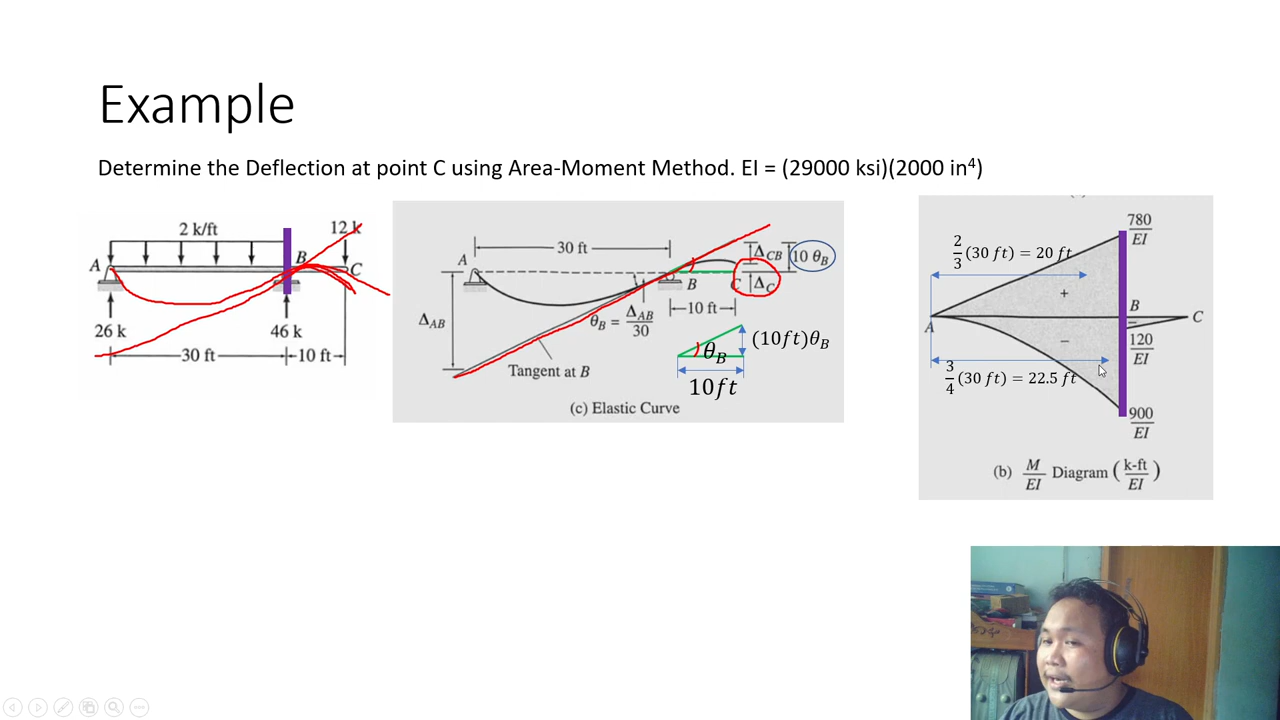 Example
Determine the Deflection at point C using Area-Moment Method. EI = (29000 ksi)(2000 in⁴)
2 k/ft
12 k
A
B
C
26 k
46 k
30 ft
10 ft
30 ft
A
Δ_CB
10 θ_B
B
C
Δ_C
Δ_AB
θ_B = Δ_AB/30
10 ft
(10ft)θ_B
θ_B
Tangent at B
10ft
(c) Elastic Curve
780/EI
2/3 (30 ft) = 20 ft
+
B
A
C
−
−
120/EI
3/4 (30 ft) = 22.5 ft
900/EI
(b) M/EI Diagram (k-ft/EI)